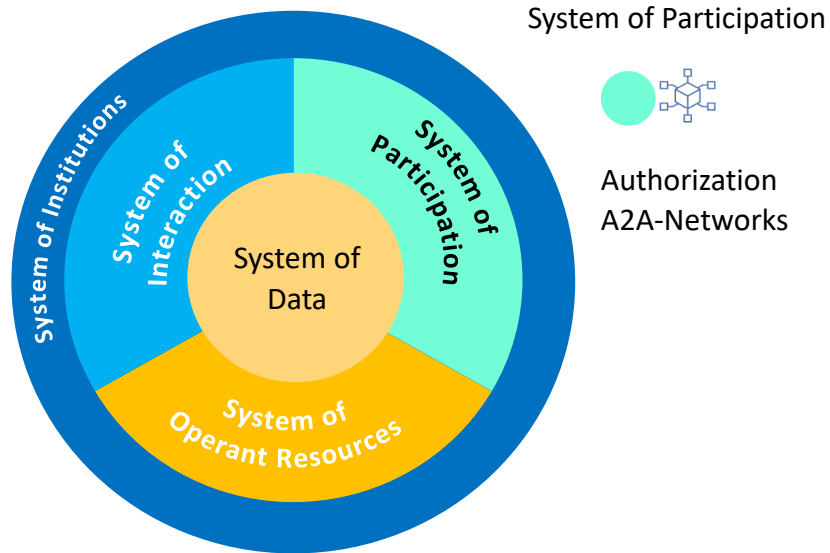 System of Participation
System of Institutions
System of
Interaction
System of
Participation
System of
Data
System of
Operant Resources
Authorization
A2A-Networks